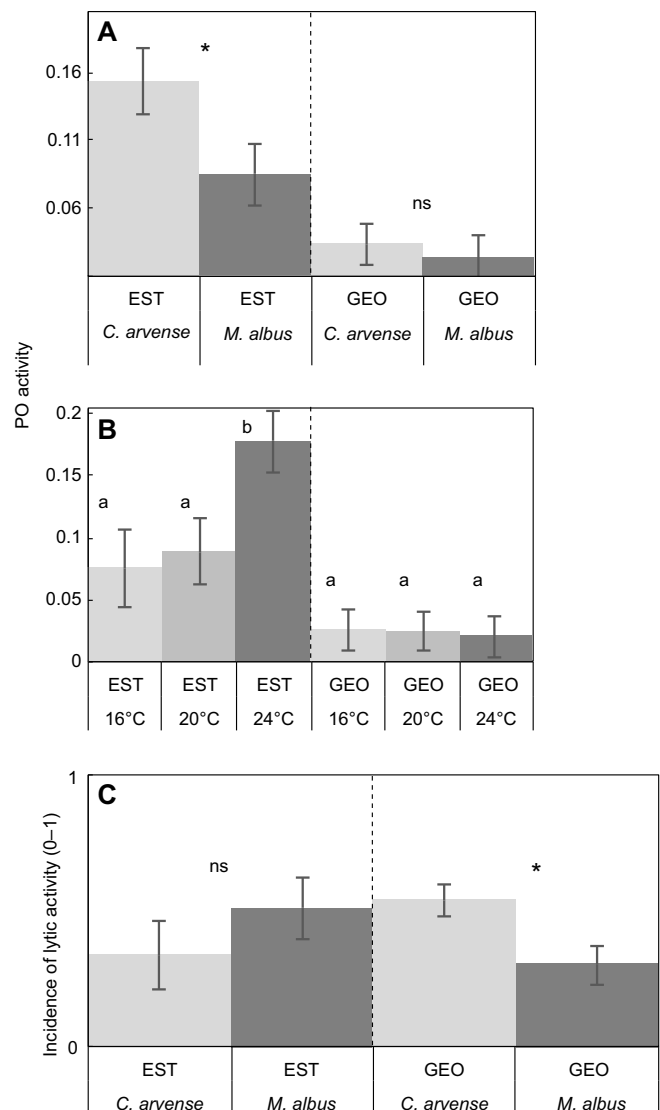 A
*
0.16
0.11
ns
0.06
EST EST GEO GEO
C. arvense M. albus C. arvense M. albus
PO activity
0.2
B
b
0.15
a a
0.1
a a a
0.05
0
EST EST EST GEO GEO GEO
16°C 20°C 24°C 16°C 20°C 24°C
1
C
ns *
Incidence of lytic activity (0–1)
0
EST EST GEO GEO
C. arvense M. albus C. arvense M. albus